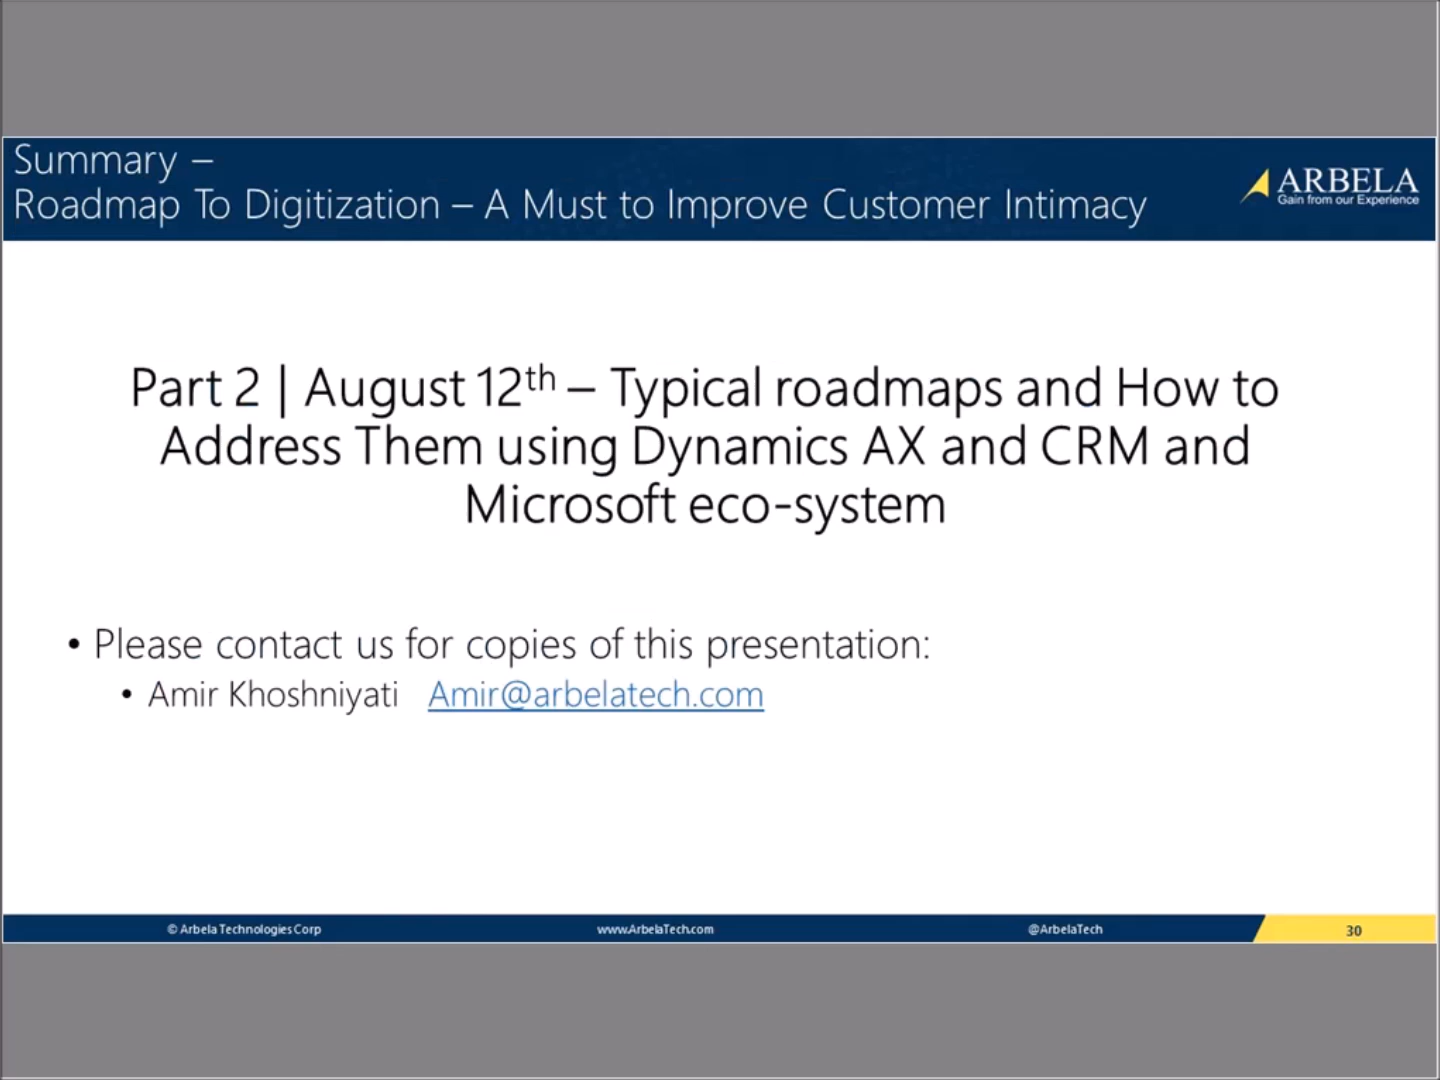 Summary –
Roadmap To Digitization – A Must to Improve Customer Intimacy
ARBELA
Gain from our Experience
Part 2 | August 12th – Typical roadmaps and How to
Address Them using Dynamics AX and CRM and
Microsoft eco-system
• Please contact us for copies of this presentation:
• Amir Khoshniyati Amir@arbelatech.com
© Arbela Technologies Corp
www.ArbelaTech.com
@ArbelaTech
30